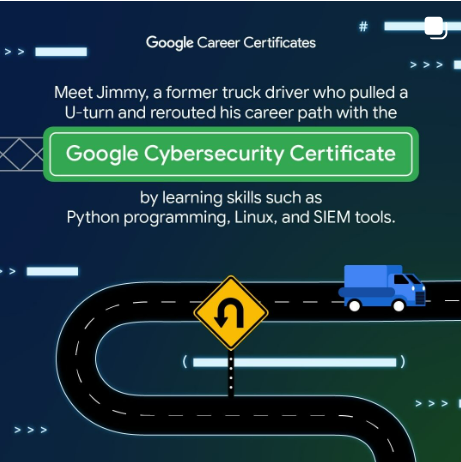 Google Career Certificates
#
> >
> > >
Meet Jimmy, a former truck driver who pulled a
U-turn and rerouted his career path with the
Google Cybersecurity Certificate
by learning skills such as
Python programming, Linux, and SIEM tools.
>
( )
> > >
> > >